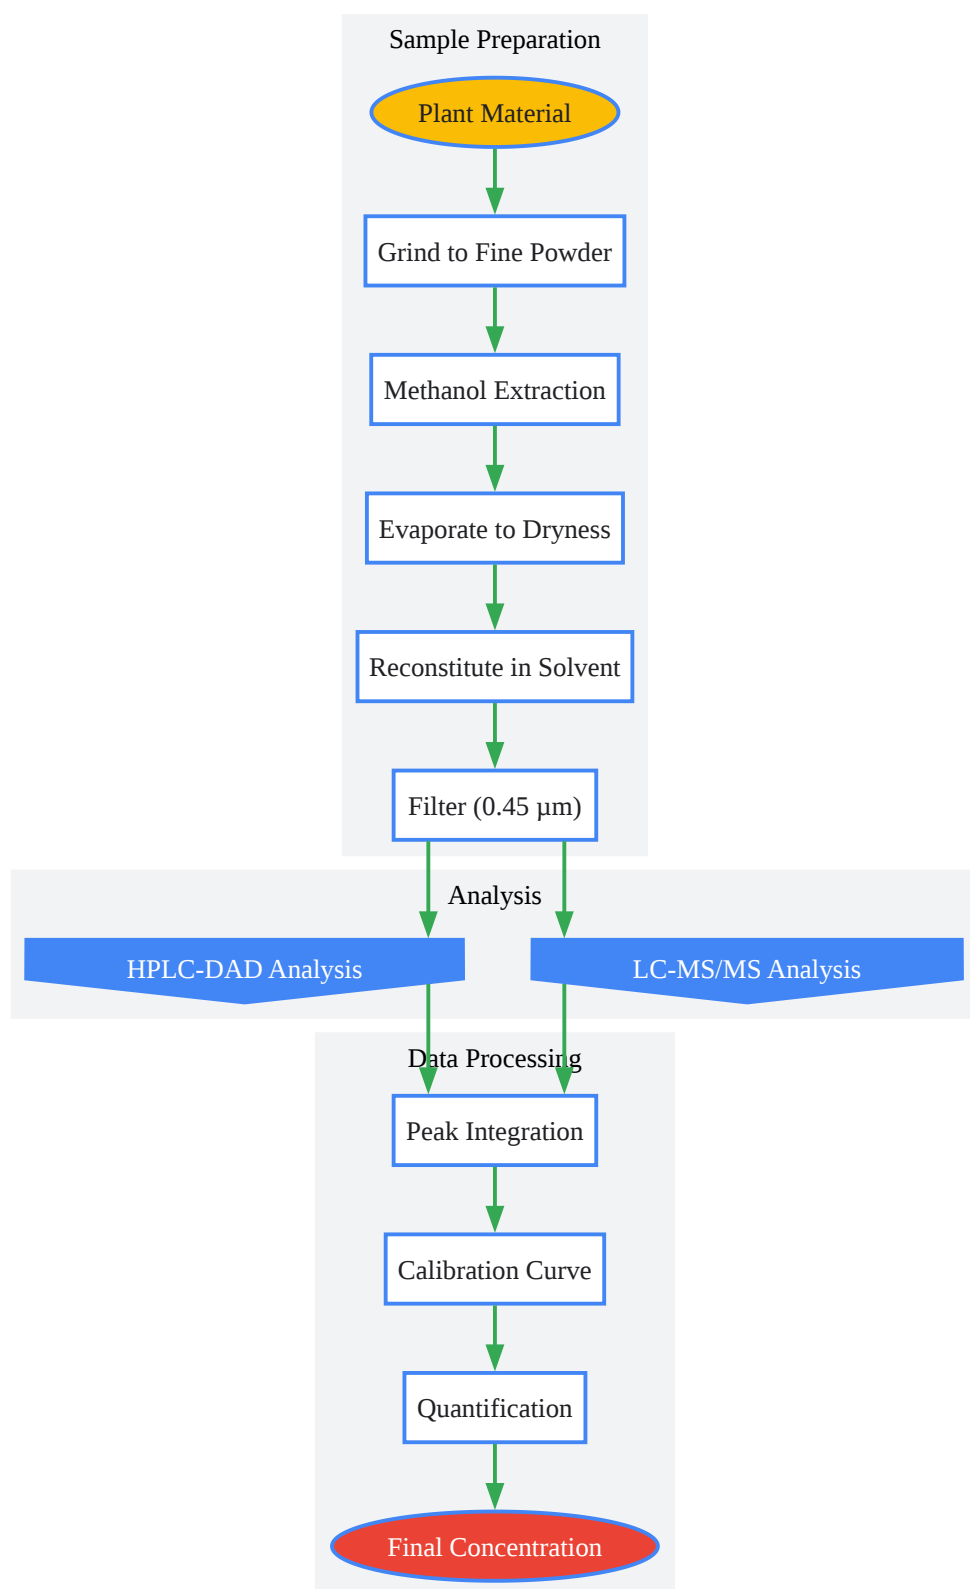 Sample Preparation
Plant Material
Grind to Fine Powder
Methanol Extraction
Evaporate to Dryness
Reconstitute in Solvent
Filter (0.45 µm)
Analysis
HPLC-DAD Analysis
LC-MS/MS Analysis
Data Processing
Peak Integration
Calibration Curve
Quantification
Final Concentration